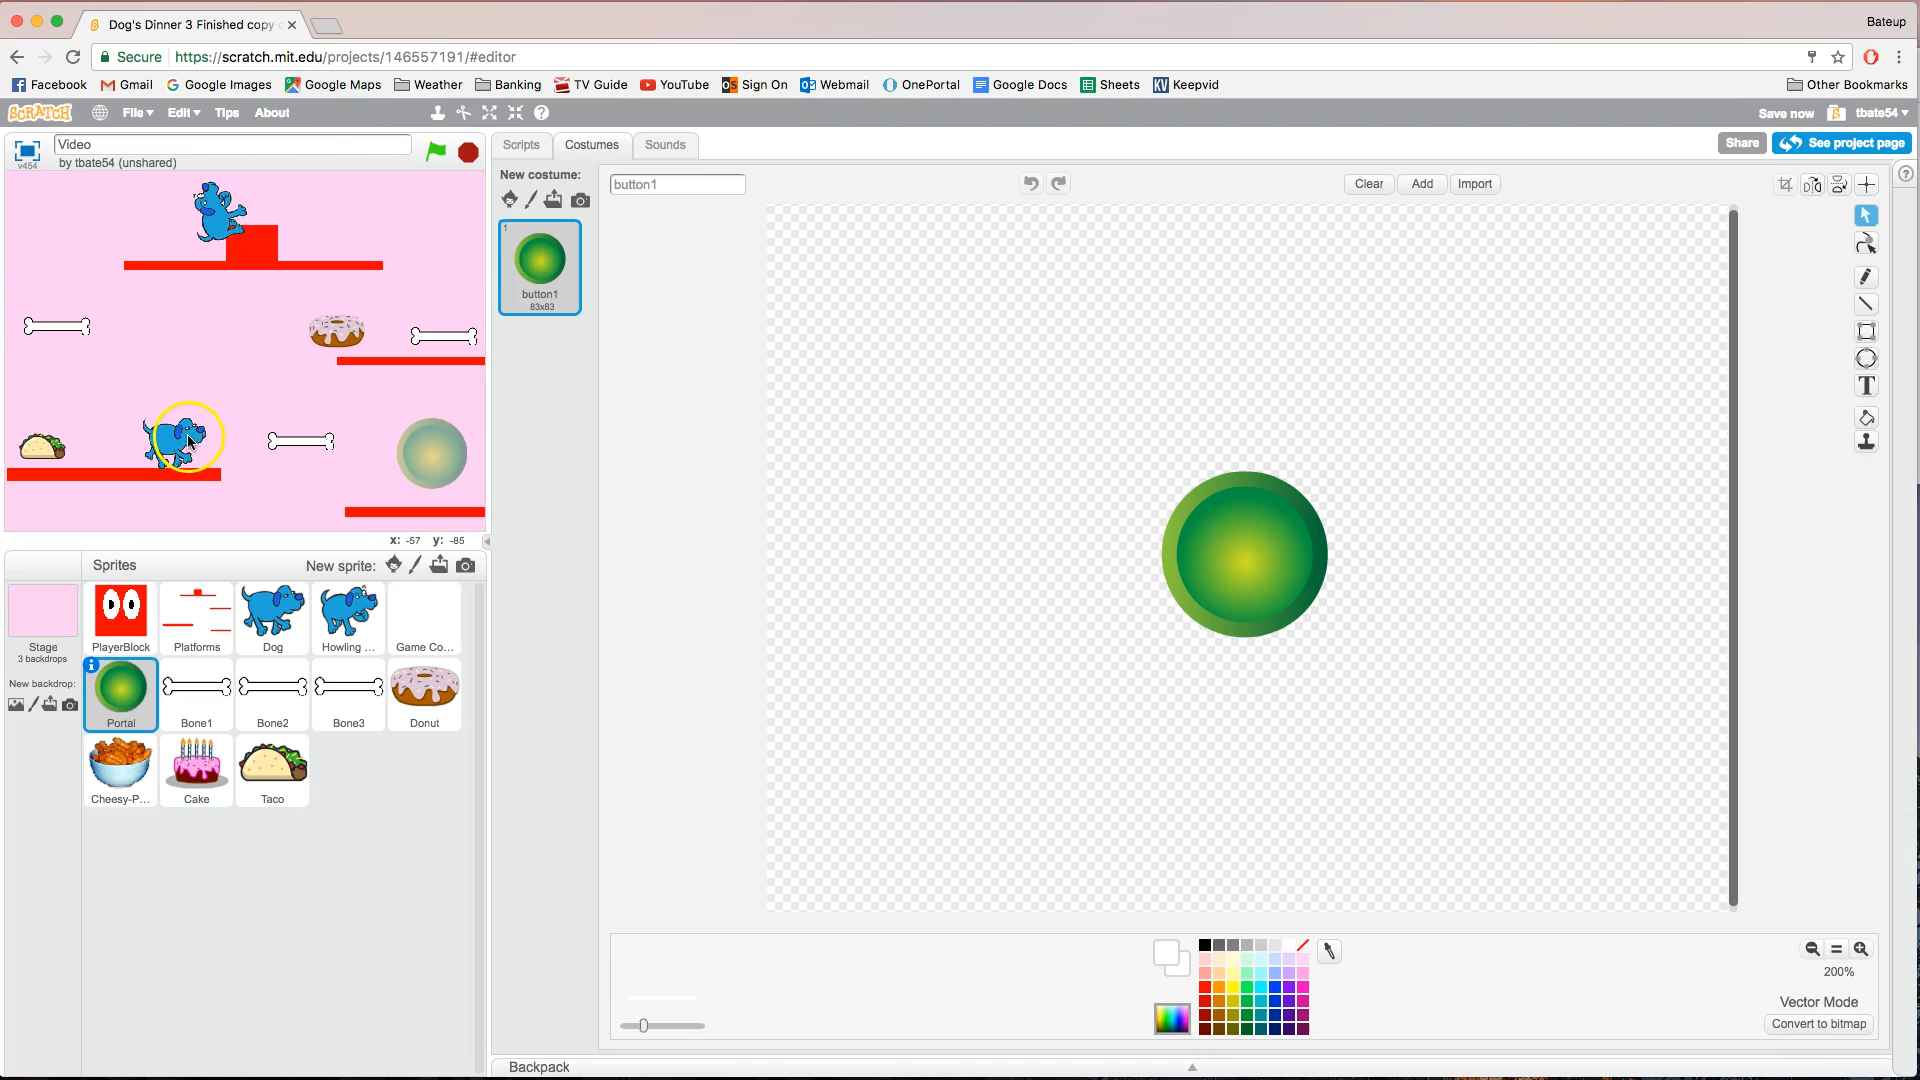 Dog's Dinner 3 Finished copy
Bateup
Secure https://scratch.mit.edu/projects/146557191/#editor
Facebook Gmail Google Images Google Maps Weather Banking TV Guide YouTube Sign On Webmail OnePortal Google Docs Sheets KV Keepvid Other Bookmarks
SCRATCH File Edit Tips About Save now tbate54
v454 Video
by tbate54 (unshared)
Scripts Costumes Sounds
Share See project page
New costume:
button1 Clear Add Import
1
button1
83x83
x: -57 y: -85
Sprites New sprite:
PlayerBlock Platforms Dog Howling ... Game Co...
Stage
3 backdrops
New backdrop:
Portal Bone1 Bone2 Bone3 Donut
Cheesy-P... Cake Taco
T
200%
Vector Mode
Convert to bitmap
Backpack